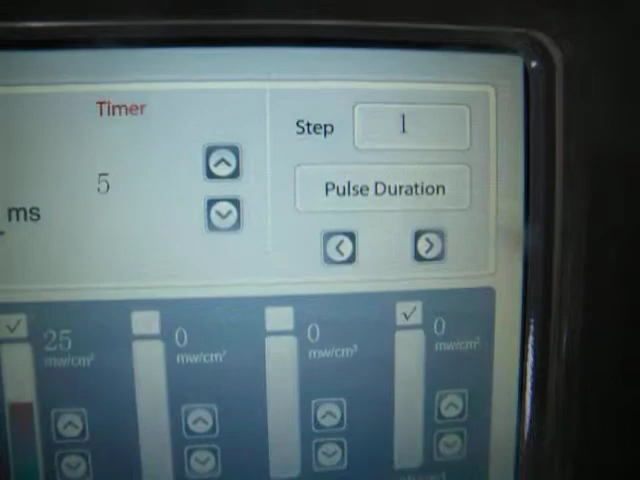 Timer
Step 1
5
Pulse Duration
ms
25 0 0 0
mw/cm² mw/cm² mw/cm² mw/cm²